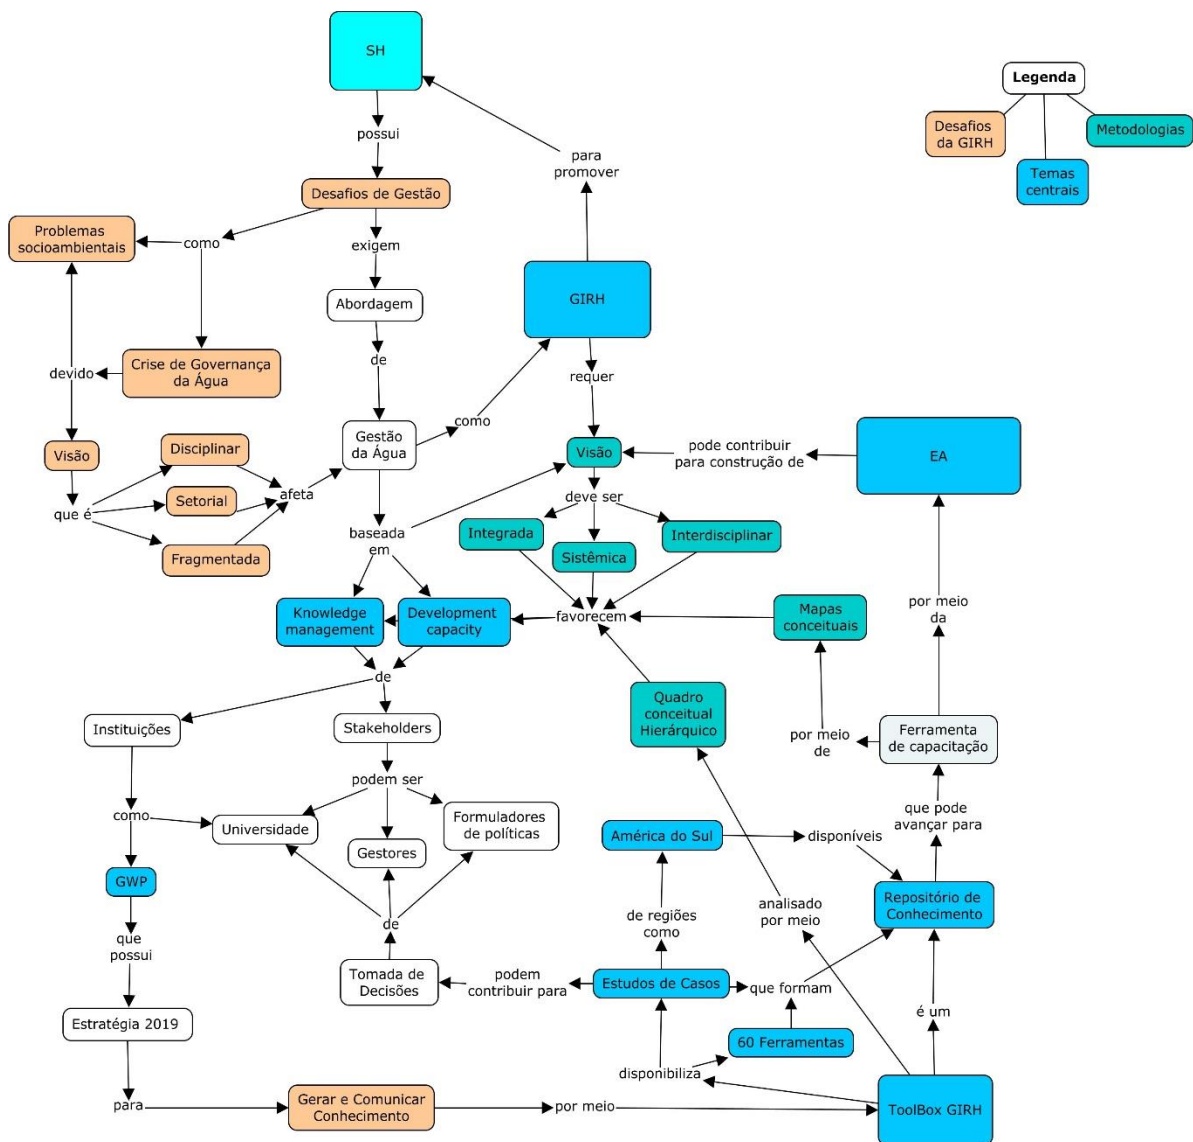 SH
Legenda
Desafios
da GIRH
Metodologias
Temas
centrais
possui
para
promover
Desafios de Gestão
Problemas
socioambientais
como
exigem
GIRH
Abordagem
Crise de Governança
da Água
devido
de
requer
como
Gestão
da Água
Visão
Disciplinar
Setorial
Fragmentada
que é
afeta
Visão
pode contribuir
para construção de
EA
deve ser
Integrada
Sistêmica
Interdisciplinar
baseada
em
Knowledge
management
Development
capacity
favorecem
Mapas
conceituais
por meio
da
de
Quadro
conceitual
Hierárquico
Instituições
Stakeholders
por meio
de
Ferramenta
de capacitação
podem ser
como
Universidade
Gestores
Formuladores
de políticas
América do Sul
disponíveis
que pode
avançar para
GWP
de
analisado
por meio
Repositório de
Conhecimento
que
possui
de regiões
como
Tomada de
Decisões
podem
contribuir para
Estudos de Casos
que formam
é um
Estratégia 2019
60 Ferramentas
disponibiliza
para
Gerar e Comunicar
Conhecimento
por meio
ToolBox GIRH